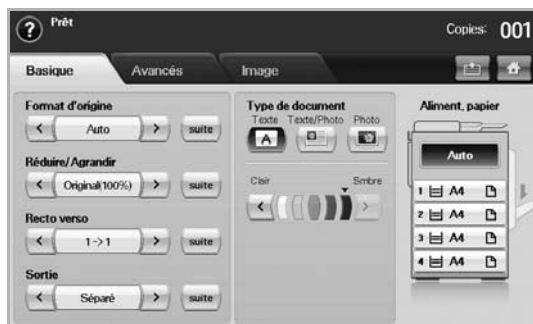 ? Prêt
Copies: 001
Basique
Avancés
Image
Format d'origine
< Auto > suite
Réduire/Agrandir
< Original(100%) > suite
Recto verso
< 1->1 > suite
Sortie
< Séparé > suite
Type de document
Texte Texte/Photo Photo
A
Clair Smbre
< >
Aliment, papier
Auto
1 A4
2 A4
3 A4
4 A4